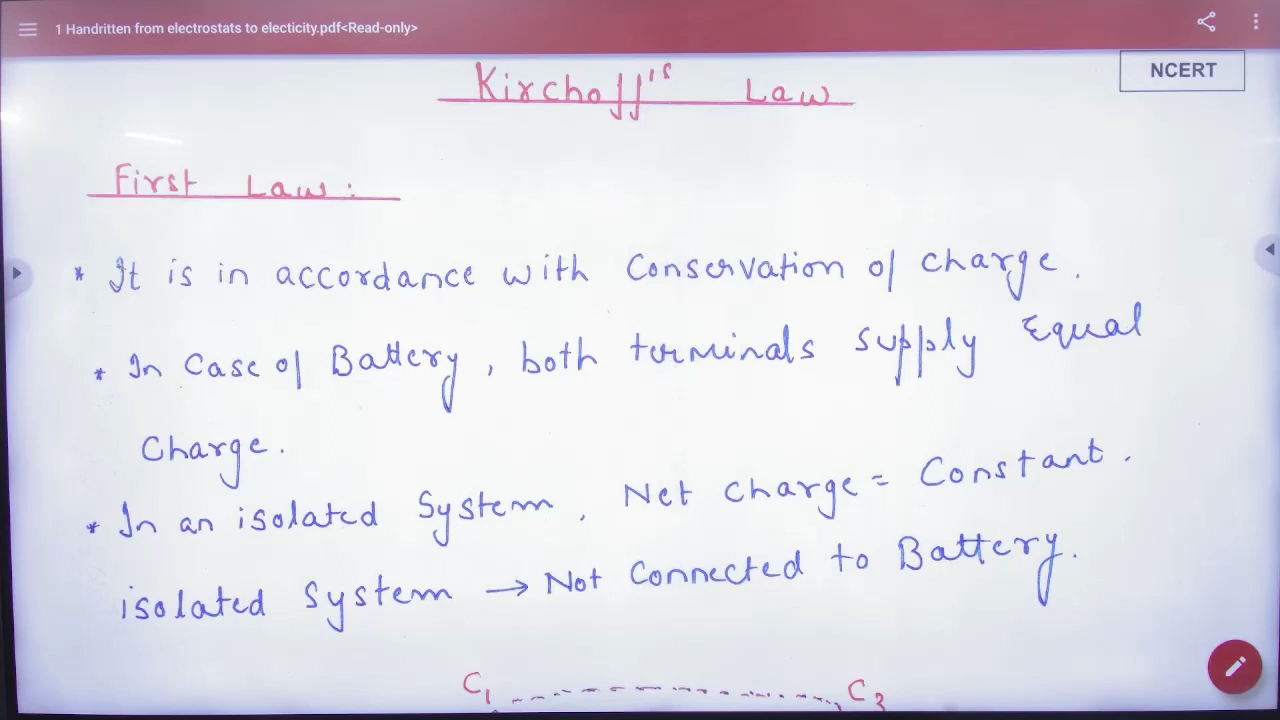 1 Handritten from electrostats to electicity.pdf<Read-only>
NCERT
Kirchoff's Law
First Law:
* It is in accordance with Conservation of charge.
* In Case of Battery, both terminals supply Equal
Charge.
* In an isolated System, Net charge = Constant.
isolated System → Not Connected to Battery.
C₁ C₂